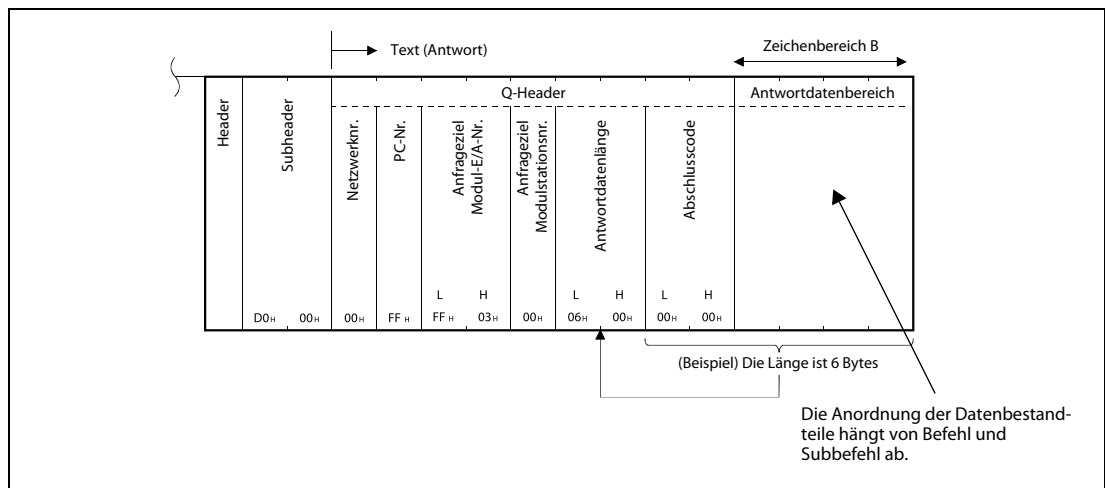 Text (Antwort)
Zeichenbereich B
Header
Subheader
Q-Header
Antwortdatenbereich
Netzwerknr.
PC-Nr.
Anfrageziel
Modul-E/A-Nr.
Anfrageziel
Modulstationsnr.
Antwortdatenlänge
Abschlusscode
L H L H L H
D0H 00H 00H FFH FFH 03H 00H 06H 00H 00H 00H
(Beispiel) Die Länge ist 6 Bytes
Die Anordnung der Datenbestand-
teile hängt von Befehl und
Subbefehl ab.